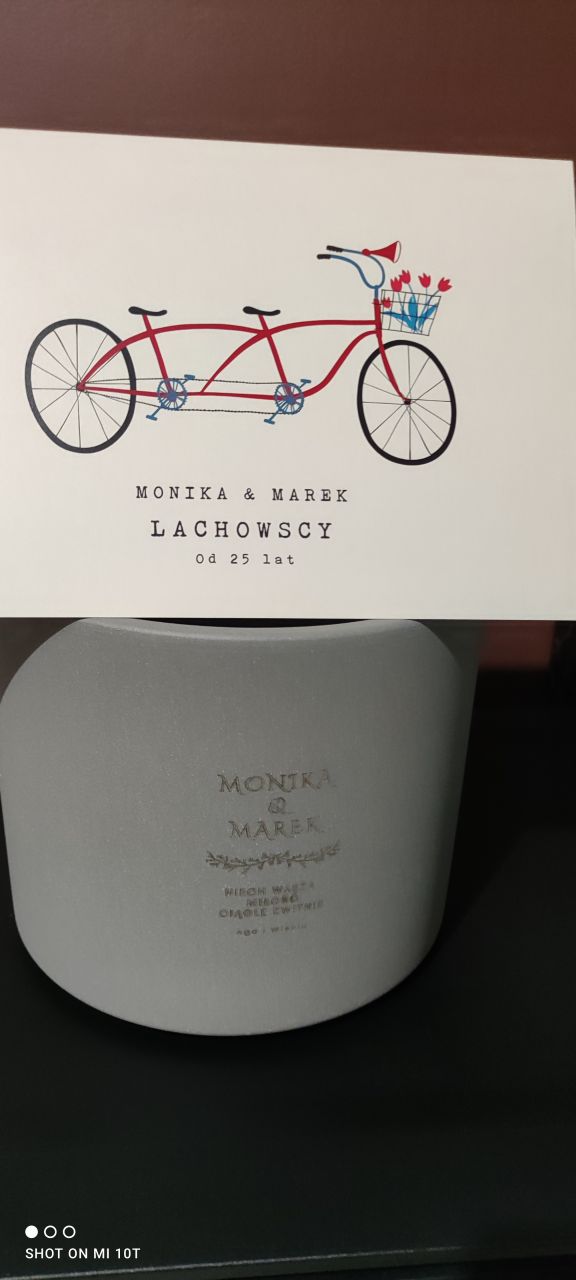 MONIKA & MAREK
LACHOWSCY
Od 25 lat
MONIKA
&
MAREK
NIECH WASZA
MIŁOŚĆ
CIĄGLE KWITNIE
SHOT ON MI 10T